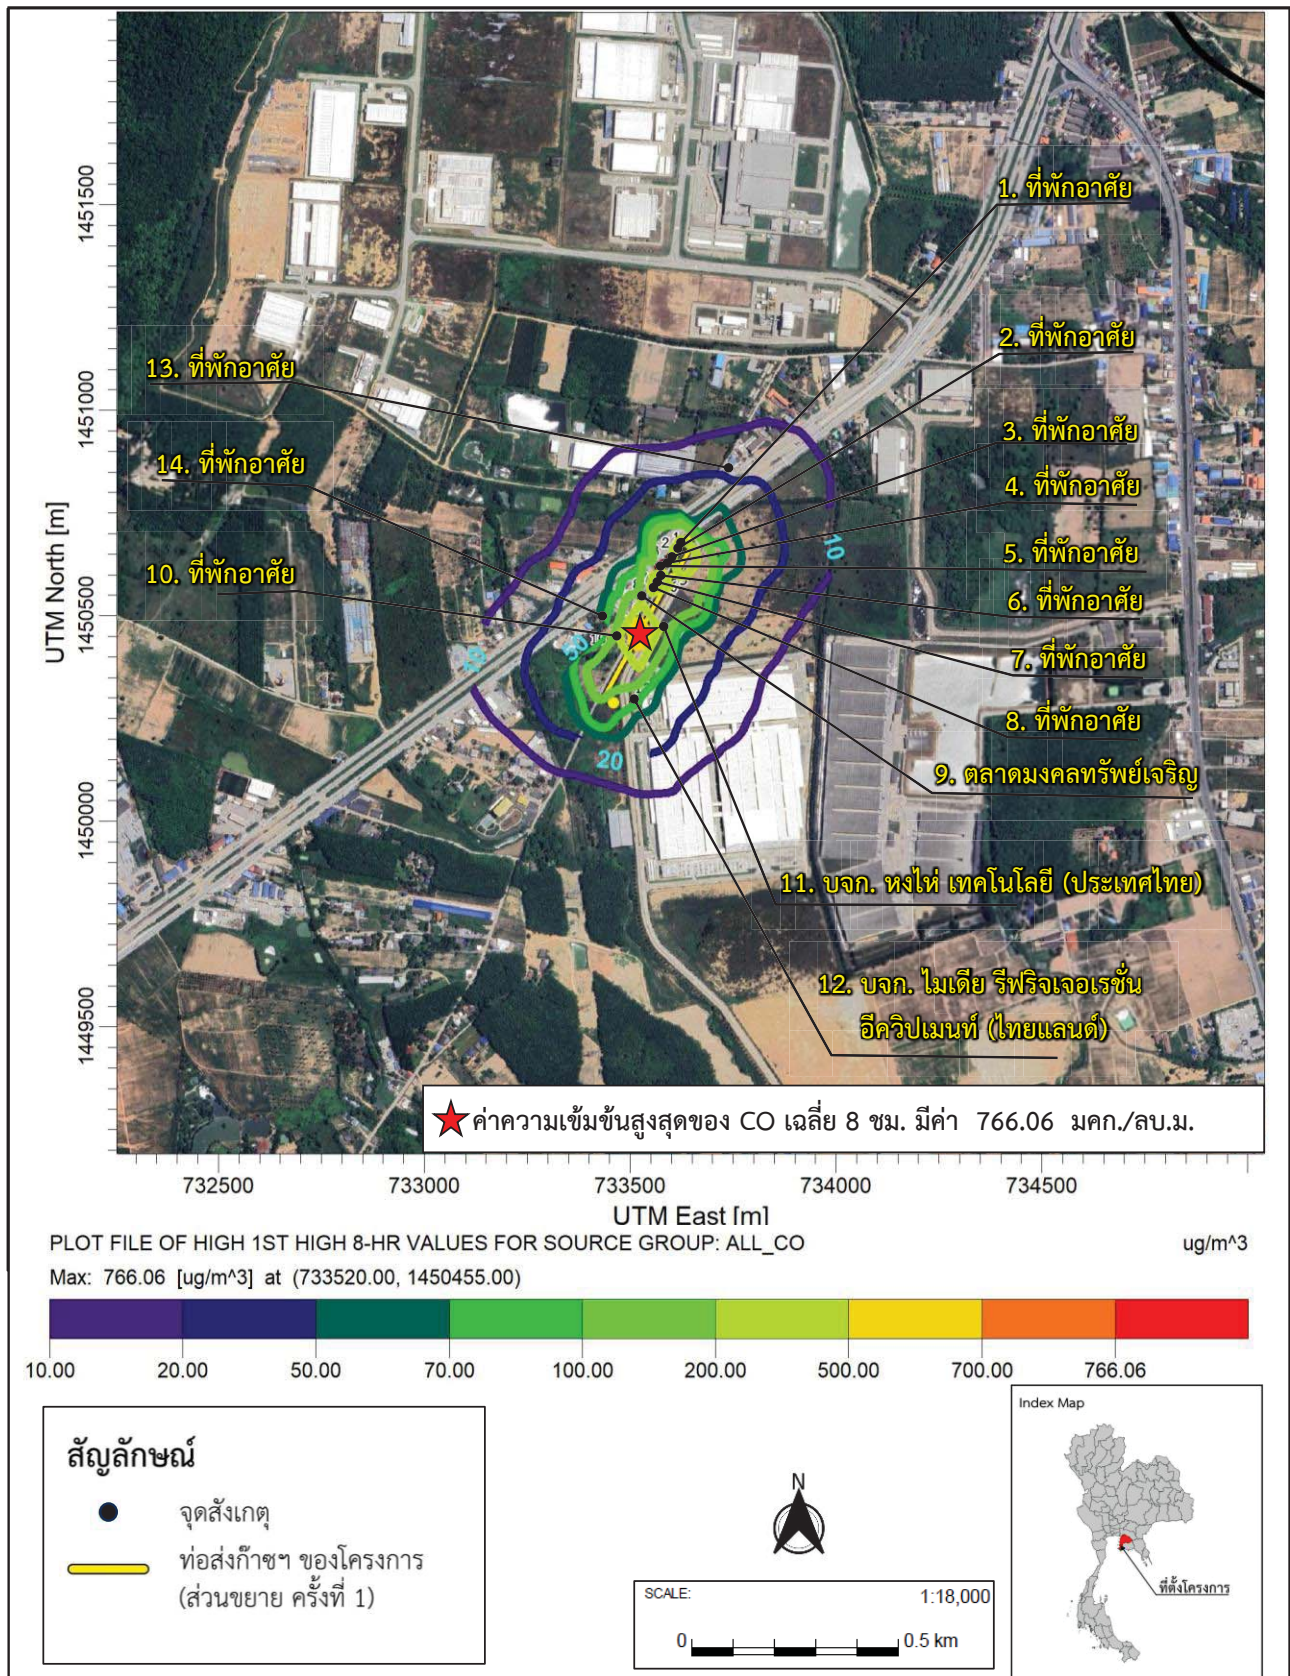 1. ที่พักอาศัย
2. ที่พักอาศัย
13. ที่พักอาศัย
3. ที่พักอาศัย
14. ที่พักอาศัย
4. ที่พักอาศัย
5. ที่พักอาศัย
10. ที่พักอาศัย
6. ที่พักอาศัย
7. ที่พักอาศัย
8. ที่พักอาศัย
9. ตลาดมงคลทรัพย์เจริญ
11. บจก. หงไห่ เทคโนโลยี (ประเทศไทย)
12. บจก. ไมเดีย รีฟริจเจอเรชั่น
อีควิปเมนท์ (ไทยแลนด์)
10
10
50
20
2
UTM North [m]
1451500
1451000
1450500
1450000
1449500
ค่าความเข้มข้นสูงสุดของ CO เฉลี่ย 8 ชม. มีค่า 766.06 มคก./ลบ.ม.
732500 733000 733500 734000 734500
UTM East [m]
PLOT FILE OF HIGH 1ST HIGH 8-HR VALUES FOR SOURCE GROUP: ALL_CO ug/m^3
Max: 766.06 [ug/m^3] at (733520.00, 1450455.00)
10.00 20.00 50.00 70.00 100.00 200.00 500.00 700.00 766.06
สัญลักษณ์
จุดสังเกตุ
ท่อส่งก๊าซฯ ของโครงการ
(ส่วนขยาย ครั้งที่ 1)
N
SCALE: 1:18,000
0 0.5 km
Index Map
ที่ตั้งโครงการ